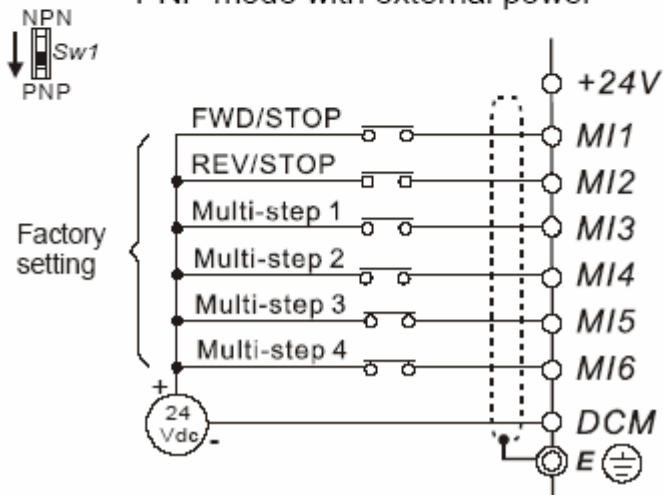 PNP mode with external power
NPN
Sw1
PNP
+24V
FWD/STOP
MI1
REV/STOP
MI2
Multi-step 1
MI3
Factory
setting
Multi-step 2
MI4
Multi-step 3
MI5
Multi-step 4
MI6
+
24
Vdc
-
DCM
E